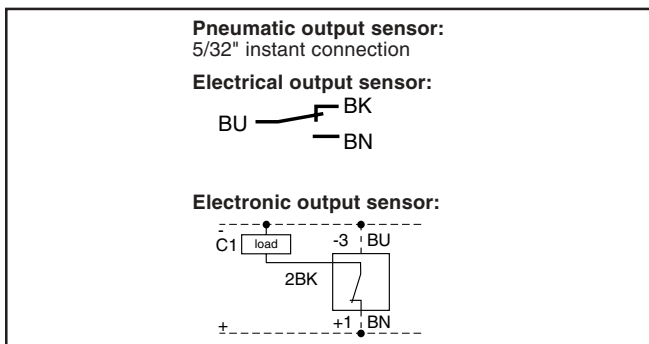 Pneumatic output sensor:
5/32" instant connection
Electrical output sensor:
BK
BU
BN
Electronic output sensor:
-
C1 load -3 BU
2BK
+ +1 BN